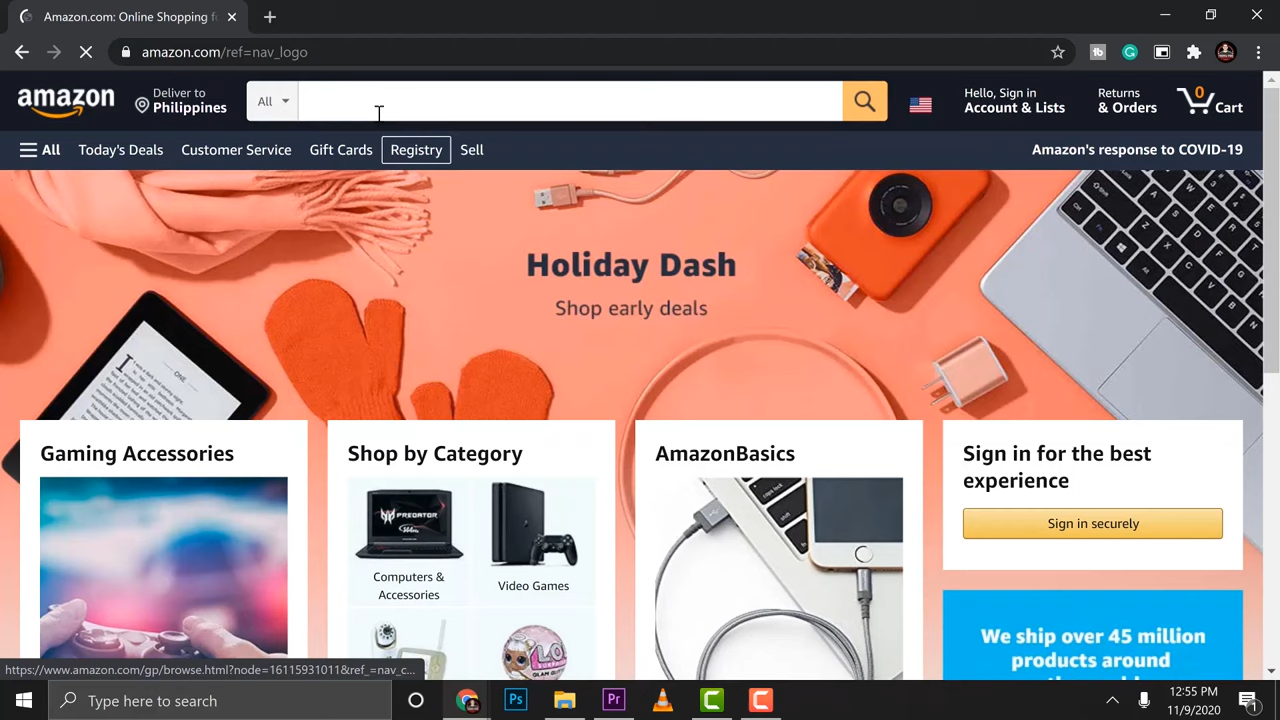 Amazon.com: Online Shopping f
amazon.com/ref=nav_logo
amazon
Deliver to
Philippines
All
Hello, Sign in
Account & Lists
Returns
& Orders
0
Cart
All
Today's Deals
Customer Service
Gift Cards
Registry
Sell
Amazon's response to COVID-19
Holiday Dash
Shop early deals
Gaming Accessories
Shop by Category
AmazonBasics
Sign in for the best
experience
Sign in securely
PREDATOR
Computers &
Accessories
Video Games
We ship over 45 million
products around
https://www.amazon.com/gp/browse.html?node=16115931011&ref_=nav_c...
Type here to search
Ps
Pr
12:55 PM
11/9/2020
1